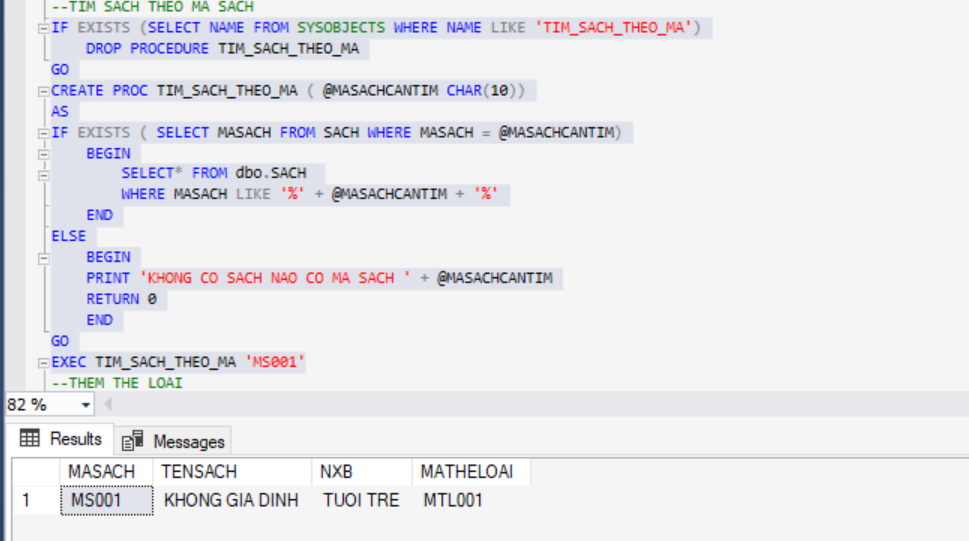 --TIM SACH THEO MA SACH
IF EXISTS (SELECT NAME FROM SYSOBJECTS WHERE NAME LIKE 'TIM_SACH_THEO_MA')
DROP PROCEDURE TIM_SACH_THEO_MA
GO
CREATE PROC TIM_SACH_THEO_MA ( @MASACHCANTIM CHAR(10))
AS
IF EXISTS ( SELECT MASACH FROM SACH WHERE MASACH = @MASACHCANTIM)
BEGIN
SELECT* FROM dbo.SACH
WHERE MASACH LIKE '%' + @MASACHCANTIM + '%'
END
ELSE
BEGIN
PRINT 'KHONG CO SACH NAO CO MA SACH ' + @MASACHCANTIM
RETURN 0
END
GO
EXEC TIM_SACH_THEO_MA 'MS001'
--THEM THE LOAI
82 %
Results Messages
MASACH TENSACH NXB MATHELOAI
1 MS001 KHONG GIA DINH TUOI TRE MTL001